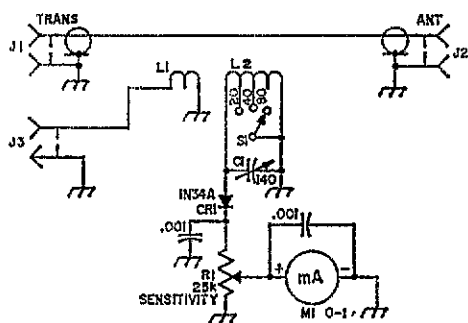 TRANS
ANT
J1
J2
L1
L2
20
40
80
J3
S1
C1
140
1N34A
CR1
.001
.001
R1
25K
SENSITIVITY
+
mA
-
M1 0-1